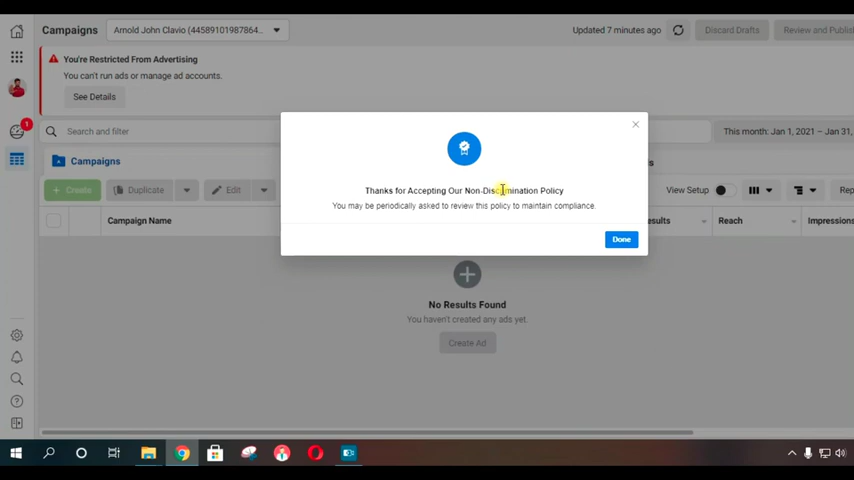 Campaigns
Arnold John Clavio (44589101987864...
Updated 7 minutes ago
Discard Drafts
Review and Publis
You're Restricted From Advertising
You can't run ads or manage ad accounts.
See Details
1
Search and filter
This month: Jan 1, 2021 – Jan 31,
Campaigns
s
+ Create
Duplicate
Edit
View Setup
Rep
Campaign Name
esults
Reach
Impressions
Thanks for Accepting Our Non-Discrimination Policy
You may be periodically asked to review this policy to maintain compliance.
Done
No Results Found
You haven't created any ads yet.
Create Ad